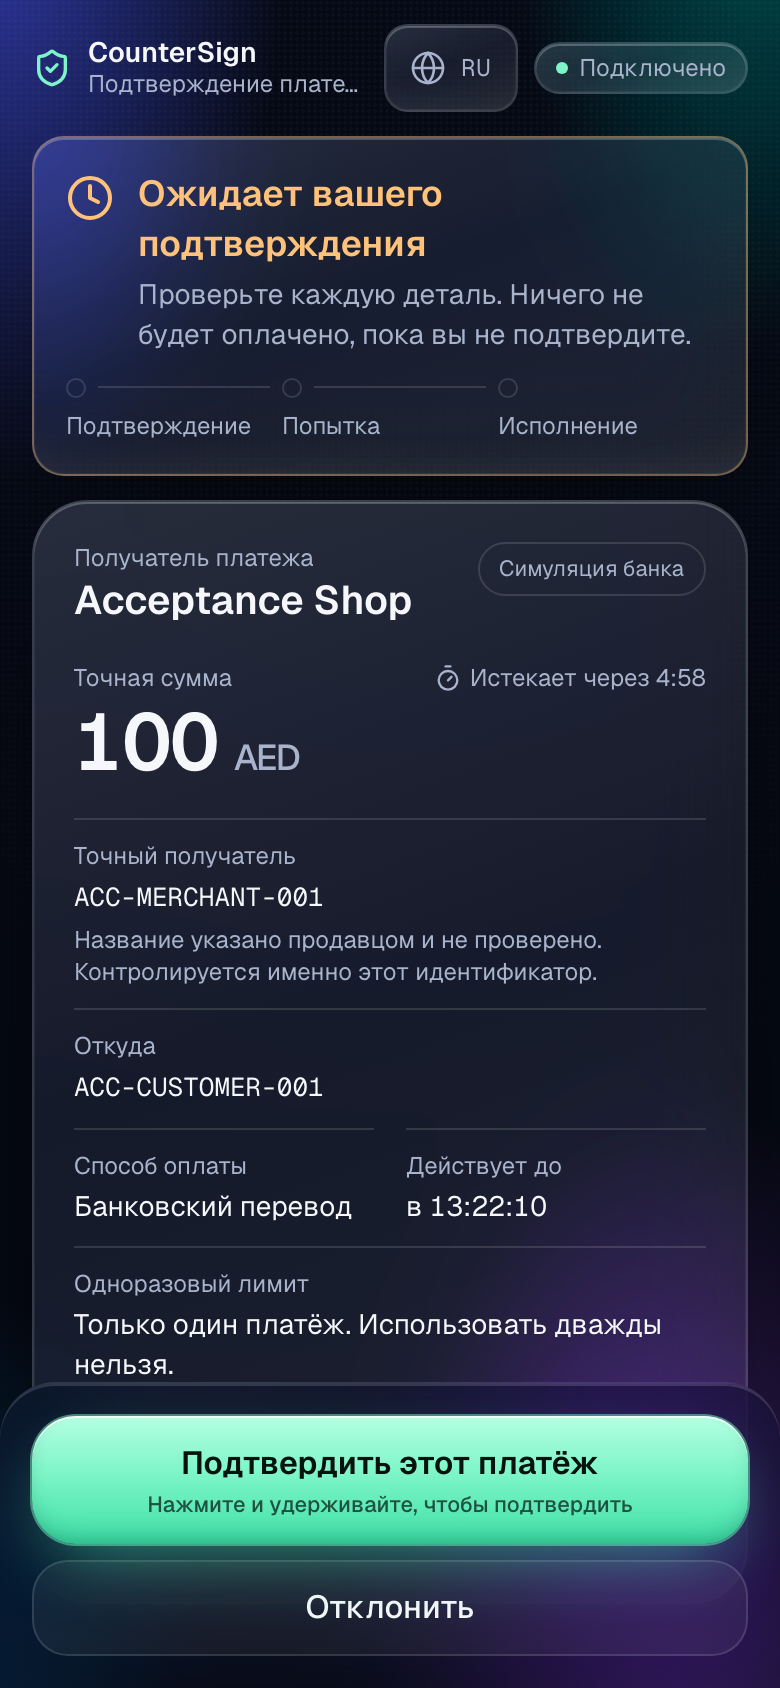 CounterSign
Подтверждение плате...
RU
Подключено
Ожидает вашего
подтверждения
Проверьте каждую деталь. Ничего не
будет оплачено, пока вы не подтвердите.
Подтверждение
Попытка
Исполнение
Получатель платежа
Симуляция банка
Acceptance Shop
Точная сумма
Истекает через 4:58
100 AED
Точный получатель
ACC-MERCHANT-001
Название указано продавцом и не проверено.
Контролируется именно этот идентификатор.
Откуда
ACC-CUSTOMER-001
Способ оплаты
Действует до
Банковский перевод
в 13:22:10
Одноразовый лимит
Только один платёж. Использовать дважды
нельзя.
Подтвердить этот платёж
Нажмите и удерживайте, чтобы подтвердить
Отклонить